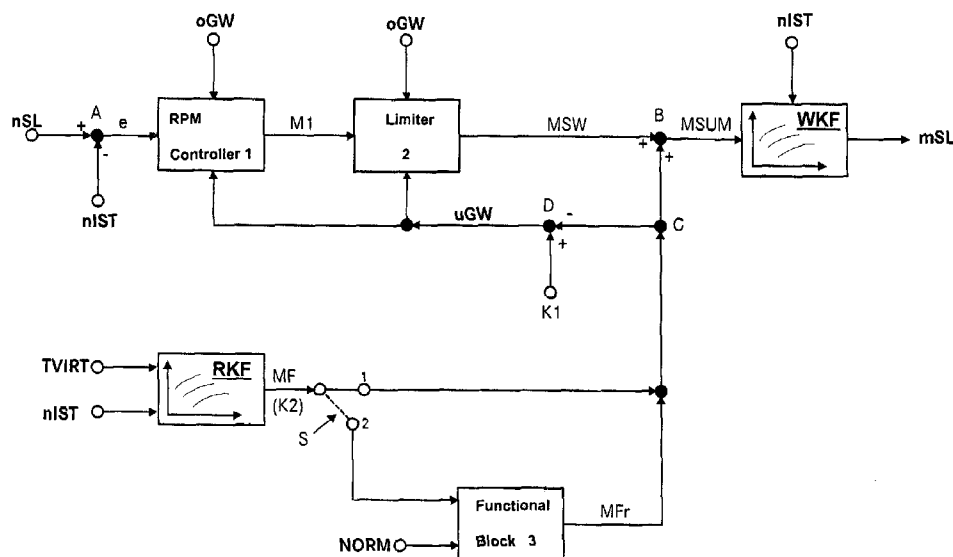 oGW
oGW
nIST
nSL
+
A
-
e
nIST
RPM
Controller 1
M1
Limiter
2
MSW
B
+
+
MSUM
WKF
mSL
uGW
D
-
+
C
K1
TVIRT
nIST
RKF
MF
(K2)
1
2
S
Functional
Block 3
NORM
MFr